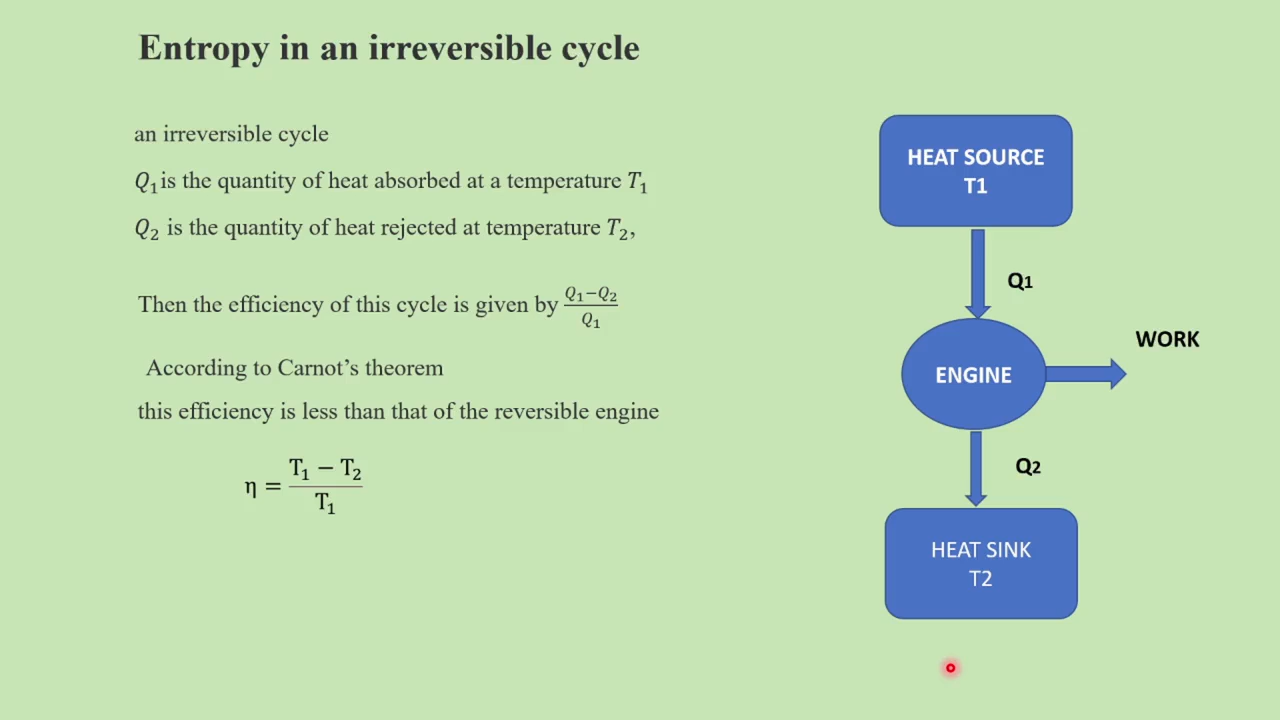 Entropy in an irreversible cycle
an irreversible cycle
Q₁is the quantity of heat absorbed at a temperature T₁
Q₂ is the quantity of heat rejected at temperature T₂,
Then the efficiency of this cycle is given by (Q₁−Q₂)/Q₁
According to Carnot’s theorem
this efficiency is less than that of the reversible engine
η = (T₁ − T₂)/T₁
HEAT SOURCE
T1
Q1
WORK
ENGINE
Q2
HEAT SINK
T2